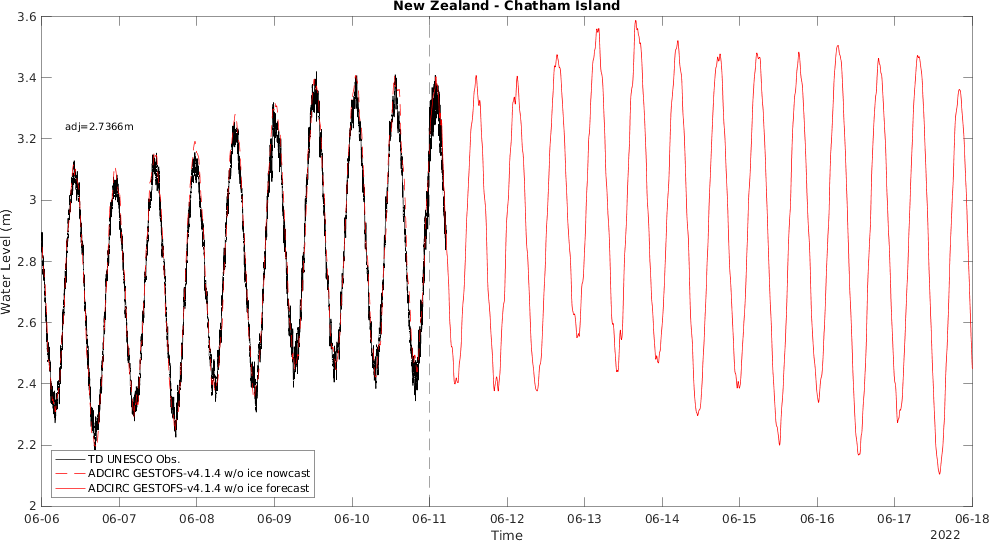 New Zealand - Chatham Island
3.6
3.4
3.2
3
2.8
2.6
2.4
2.2
2
Water Level (m)
adj=2.7366m
TD UNESCO Obs.
ADCIRC GESTOFS-v4.1.4 w/o ice nowcast
ADCIRC GESTOFS-v4.1.4 w/o ice forecast
06-06 06-07 06-08 06-09 06-10 06-11 06-12 06-13 06-14 06-15 06-16 06-17 06-18
Time
2022